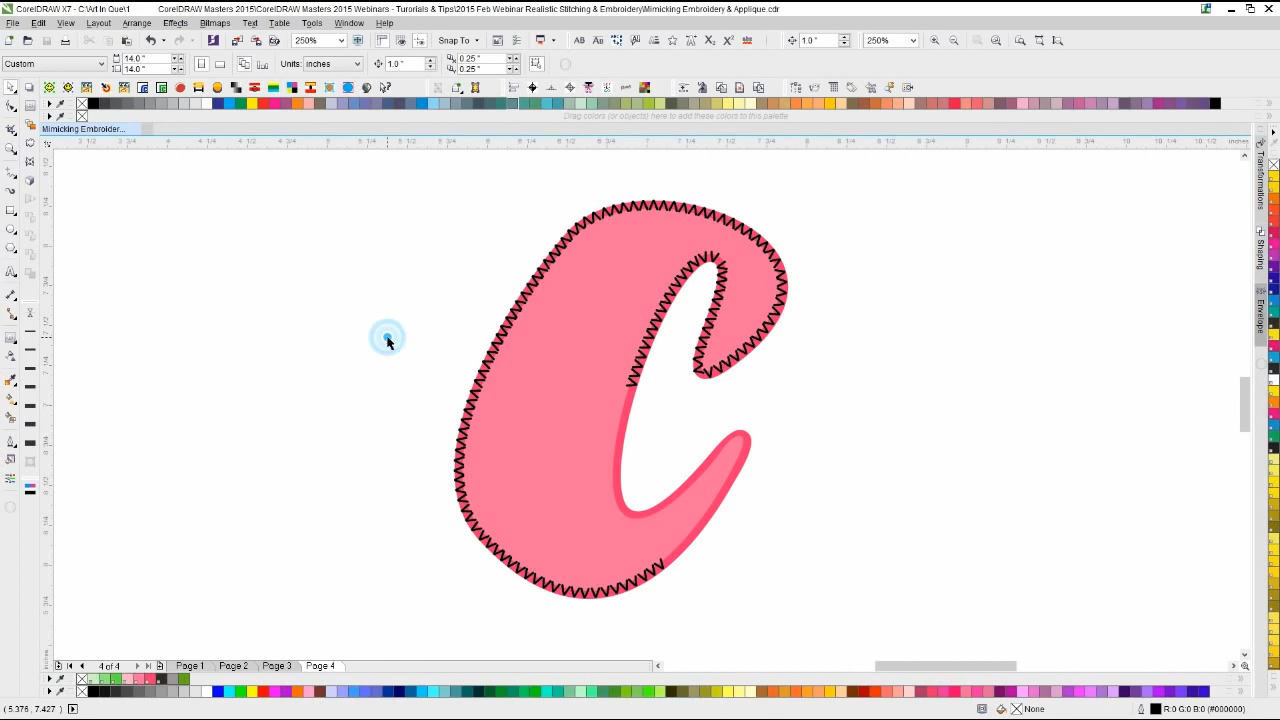 CorelDRAW X7 - C:\Art In Que\1 CorelDRAW Masters 2015\CorelDRAW Masters 2015 Webinars - Turorials & Tips\2015 Feb Webinar Realistic Stitching & Embroidery\Mimicking Embroidery & Applique.cdr
File Edit View Layout Arrange Effects Bitmaps Text Table Tools Window Help
250% Snap To 1.0 " 250%
Custom 14.0 " 14.0 " Units: inches 1.0 " 0.25 " 0.25 "
Drag colors (or objects) here to add these colors to this palette
Mimicking Embroider...
inches
Transformations
Shaping
Envelope
C
inches
4 of 4 Page 1 Page 2 Page 3 Page 4
( 5.376, 7.427 ) None R:0 G:0 B:0 (#000000)